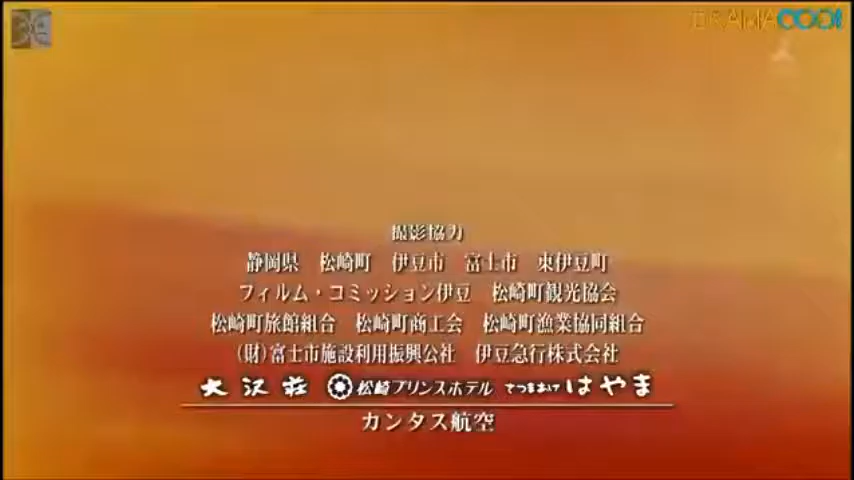 DRAMACOOL
撮影協力
静岡県 松崎町 伊豆市 富士市 東伊豆町
フィルム・コミッション伊豆 松崎町観光協会
松崎町旅館組合 松崎町商工会 松崎町漁業協同組合
(財)富士市施設利用振興公社 伊豆急行株式会社
大沢荘 松崎プリンスホテル はやま
カンタス航空